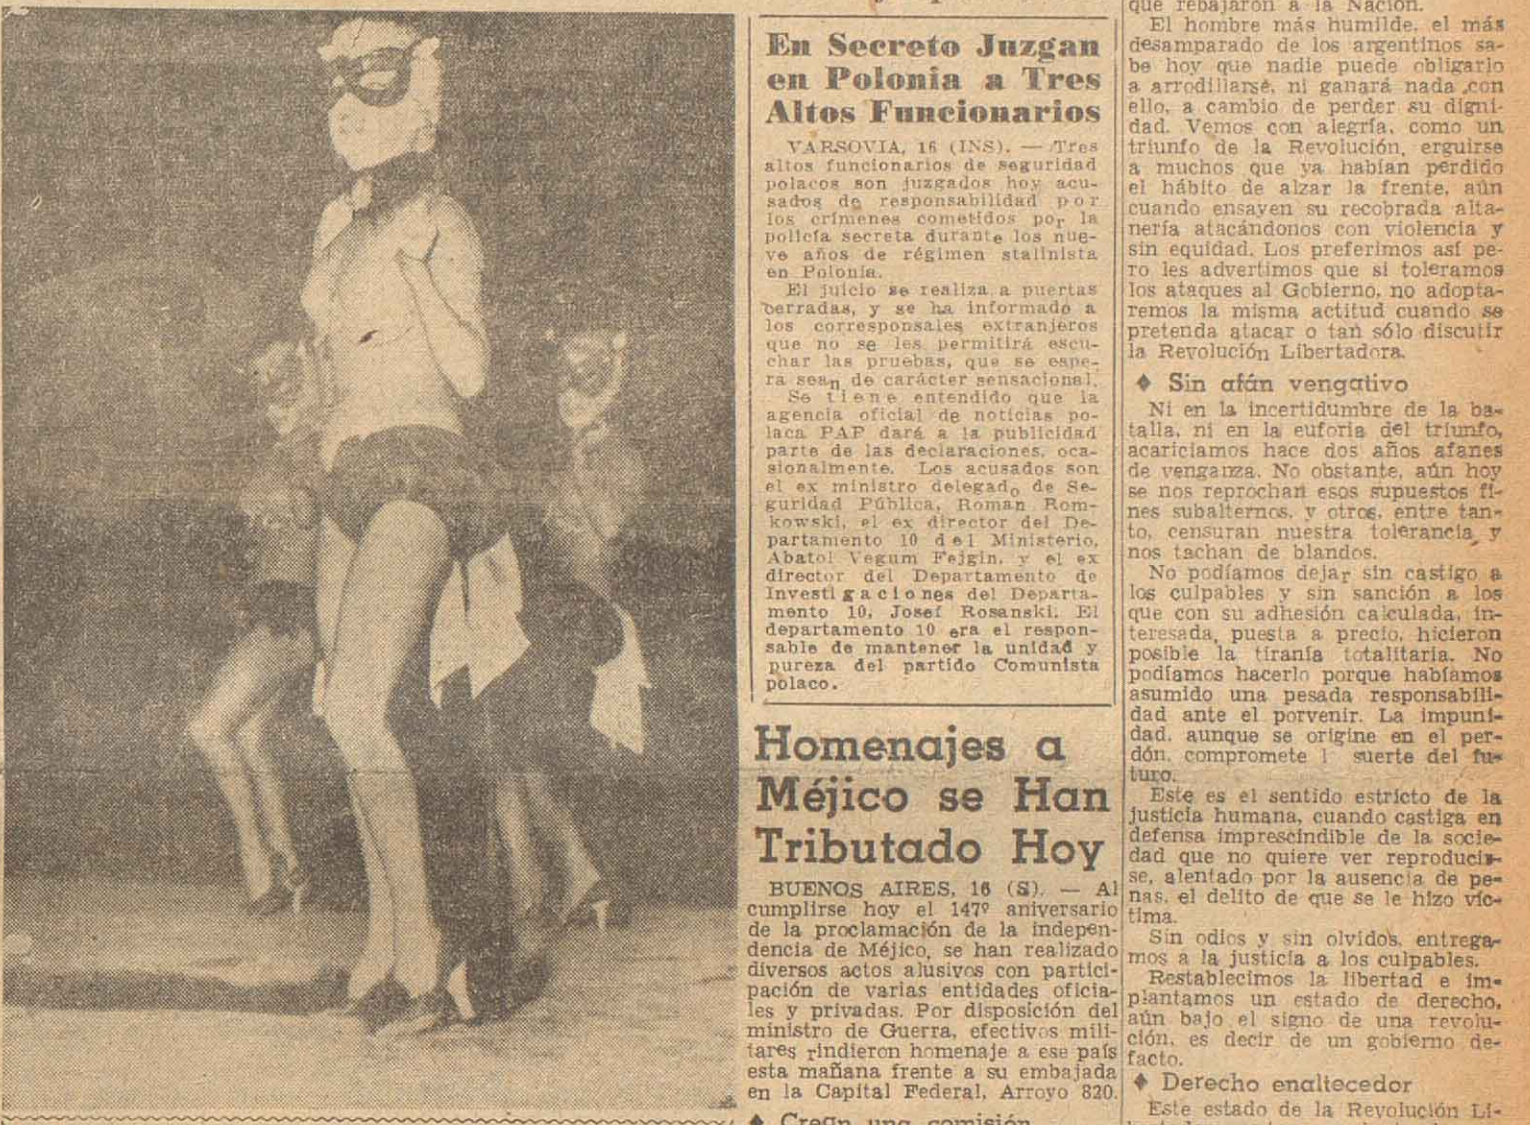 En Secreto Juzgan
en Polonia a Tres
Altos Funcionarios
VARSOVIA, 16 (INS). — Tres
altos funcionarios de seguridad
polacos son juzgados hoy acu-
sados de responsabilidad por
los crímenes cometidos por la
policía secreta durante los nue-
ve años de régimen stalinista
en Polonia.
El juicio se realiza a puertas
cerradas, y se ha informado a
los corresponsales extranjeros
que no se les permitirá escu-
char las pruebas, que se espe-
ra sean de carácter sensacional.
Se tiene entendido que la
agencia oficial de noticias po-
laca PAP dará a la publicidad
parte de las declaraciones, oca-
sionalmente. Los acusados son
el ex ministro delegado de Se-
guridad Pública, Roman Rom-
kowski, el ex director del De-
partamento 10 del Ministerio,
Abatol Vegum Fejgin, y el ex
director del Departamento de
Investigaciones del Departa-
mento 10, Josef Rosanski. El
departamento 10 era el respon-
sable de mantener la unidad y
pureza del partido Comunista
polaco.
Homenajes a
Méjico se Han
Tributado Hoy
BUENOS AIRES, 16 (S). — Al
cumplirse hoy el 147º aniversario
de la proclamación de la indepen-
dencia de Méjico, se han realizado
diversos actos alusivos con partici-
pación de varias entidades oficia-
les y privadas. Por disposición del
ministro de Guerra, efectivos mili-
tares rindieron homenaje a ese país
esta mañana frente a su embajada
en la Capital Federal, Arroyo 820.
♦ Crean una comisión
que rebajaron a la Nación.
El hombre más humilde, el más
desamparado de los argentinos sa-
be hoy que nadie puede obligarlo
a arrodillarse, ni ganará nada con
ello, a cambio de perder su digni-
dad. Vemos con alegría, como un
triunfo de la Revolución, erguirse
a muchos que ya habían perdido
el hábito de alzar la frente, aún
cuando ensayen su recobrada alta-
nería atacándonos con violencia y
sin equidad. Los preferimos así pe-
ro les advertimos que si toleramos
los ataques al Gobierno, no adopta-
remos la misma actitud cuando se
pretenda atacar o tan sólo discutir
la Revolución Libertadora.
♦ Sin afán vengativo
Ni en la incertidumbre de la ba-
talla, ni en la euforia del triunfo,
acariciamos hace dos años afanes
de venganza. No obstante, aún hoy
se nos reprochan esos supuestos fi-
nes subalternos, y otros, entre tan-
to, censuran nuestra tolerancia y
nos tachan de blandos.
No podíamos dejar sin castigo a
los culpables y sin sanción a los
que con su adhesión calculada, in-
teresada, puesta a precio, hicieron
posible la tiranía totalitaria. No
podíamos hacerlo porque habíamos
asumido una pesada responsabili-
dad ante el porvenir. La impuni-
dad, aunque se origine en el per-
dón, compromete l suerte del fu-
turo.
Este es el sentido estricto de la
justicia humana, cuando castiga en
defensa imprescindible de la socie-
dad que no quiere ver reproducir-
se, alentado por la ausencia de pe-
nas, el delito de que se le hizo víc-
tima.
Sin odios y sin olvidos, entrega-
mos a la justicia a los culpables.
Restablecimos la libertad e im-
plantamos un estado de derecho,
aún bajo el signo de una revolu-
ción, es decir de un gobierno de-
facto.
♦ Derecho enaltecedor
Este estado de la Revolución Li-